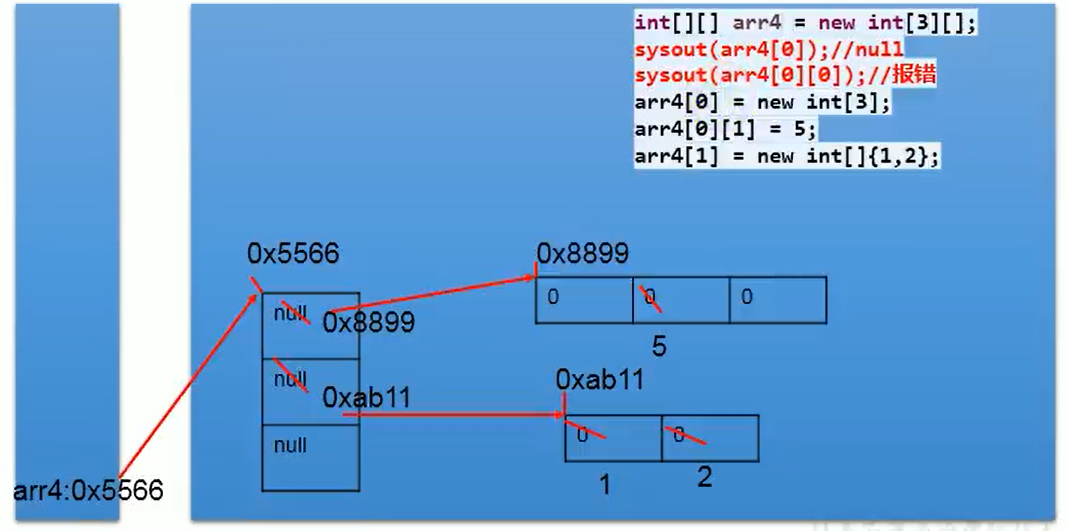 int[][] arr4 = new int[3][];
sysout(arr4[0]);//null
sysout(arr4[0][0]);//报错
arr4[0] = new int[3];
arr4[0][1] = 5;
arr4[1] = new int[]{1,2};
0x5566
0x8899
null
0x8899
0
0
0
5
null
0xab11
0xab11
0
0
1
2
null
arr4:0x5566